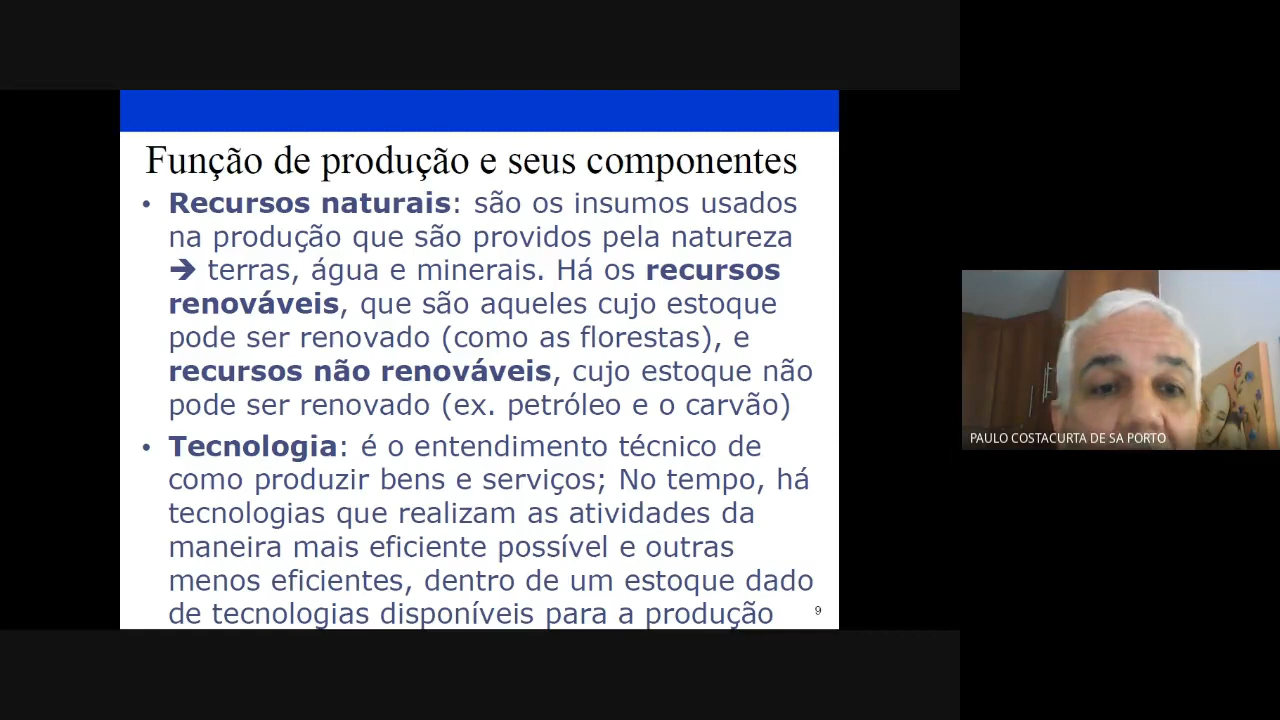 Função de produção e seus componentes
• Recursos naturais: são os insumos usados
na produção que são providos pela natureza
➔ terras, água e minerais. Há os recursos
renováveis, que são aqueles cujo estoque
pode ser renovado (como as florestas), e
recursos não renováveis, cujo estoque não
pode ser renovado (ex. petróleo e o carvão)
• Tecnologia: é o entendimento técnico de
como produzir bens e serviços; No tempo, há
tecnologias que realizam as atividades da
maneira mais eficiente possível e outras
menos eficientes, dentro de um estoque dado
de tecnologias disponíveis para a produção
9
PAULO COSTACURTA DE SA PORTO